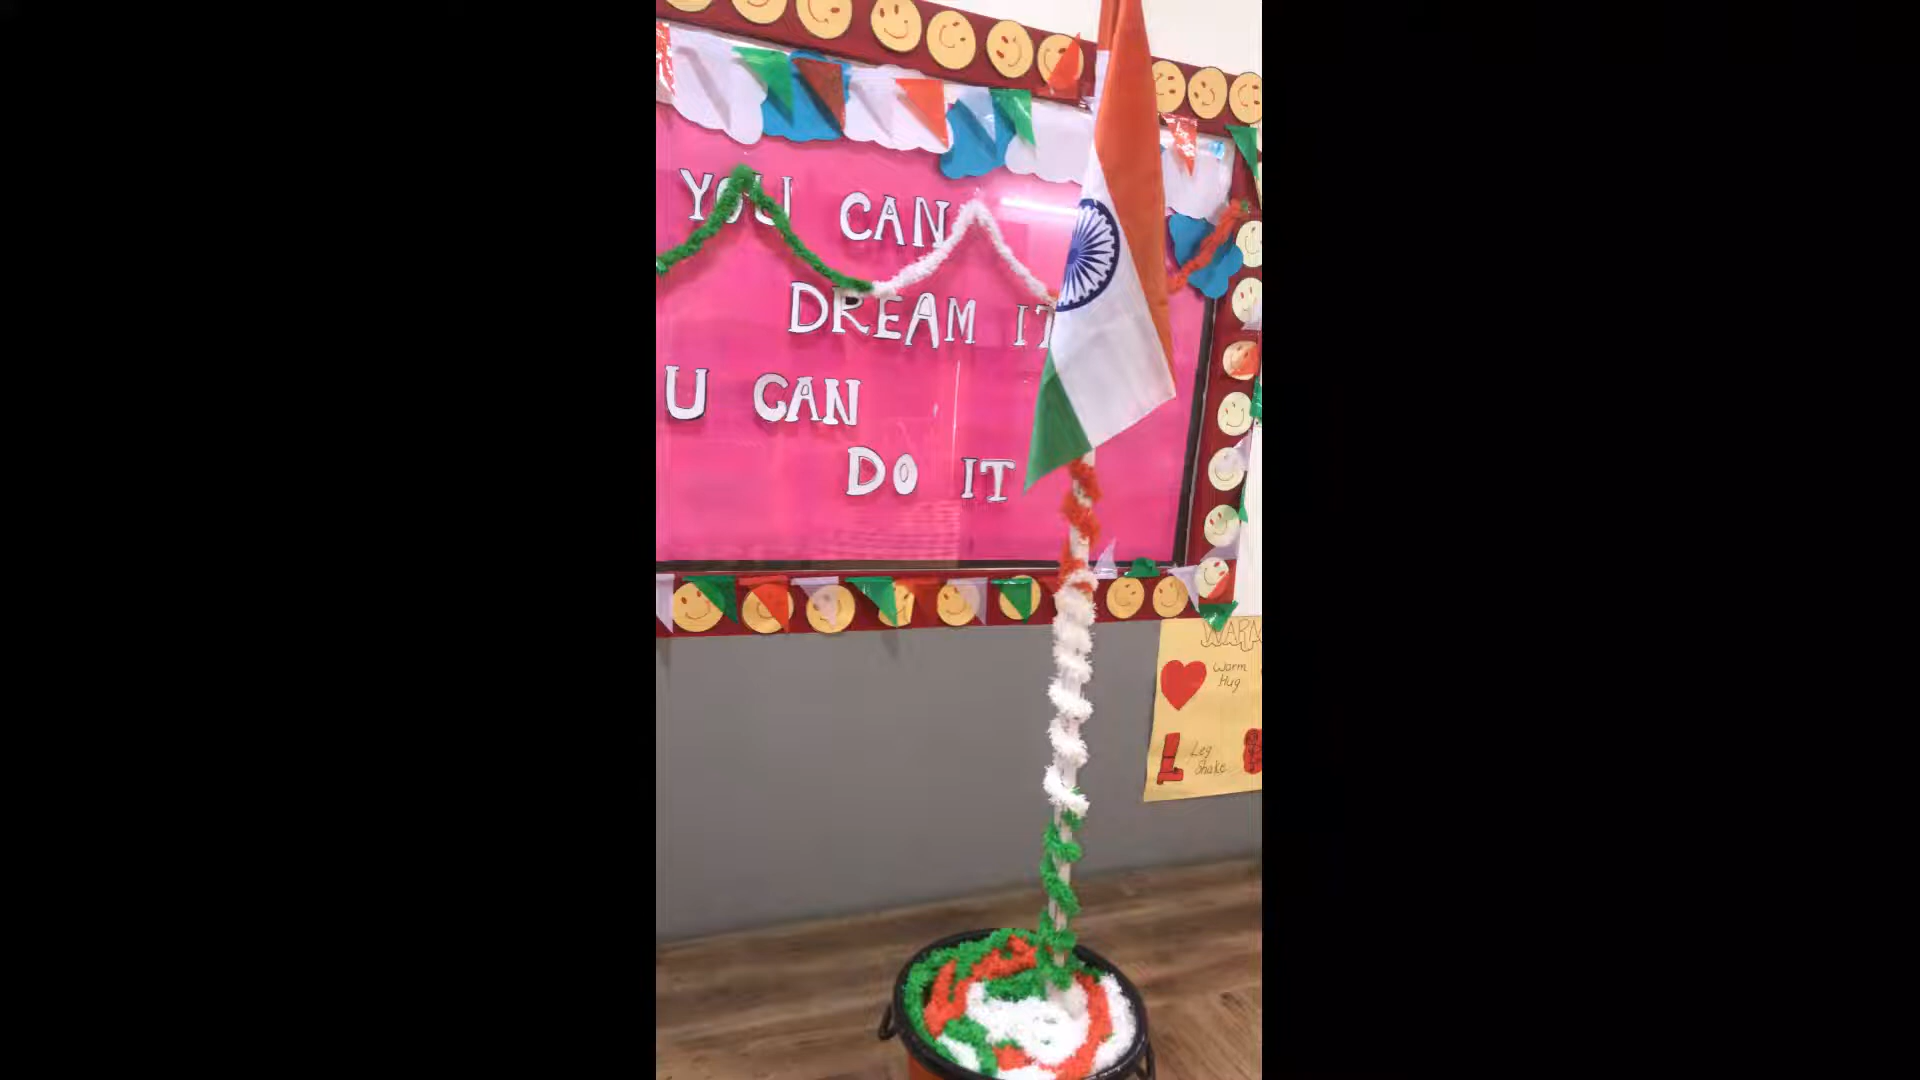 YOU CAN
DREAM IT
U CAN
DO IT
Warm
Hug
Leg
Shake